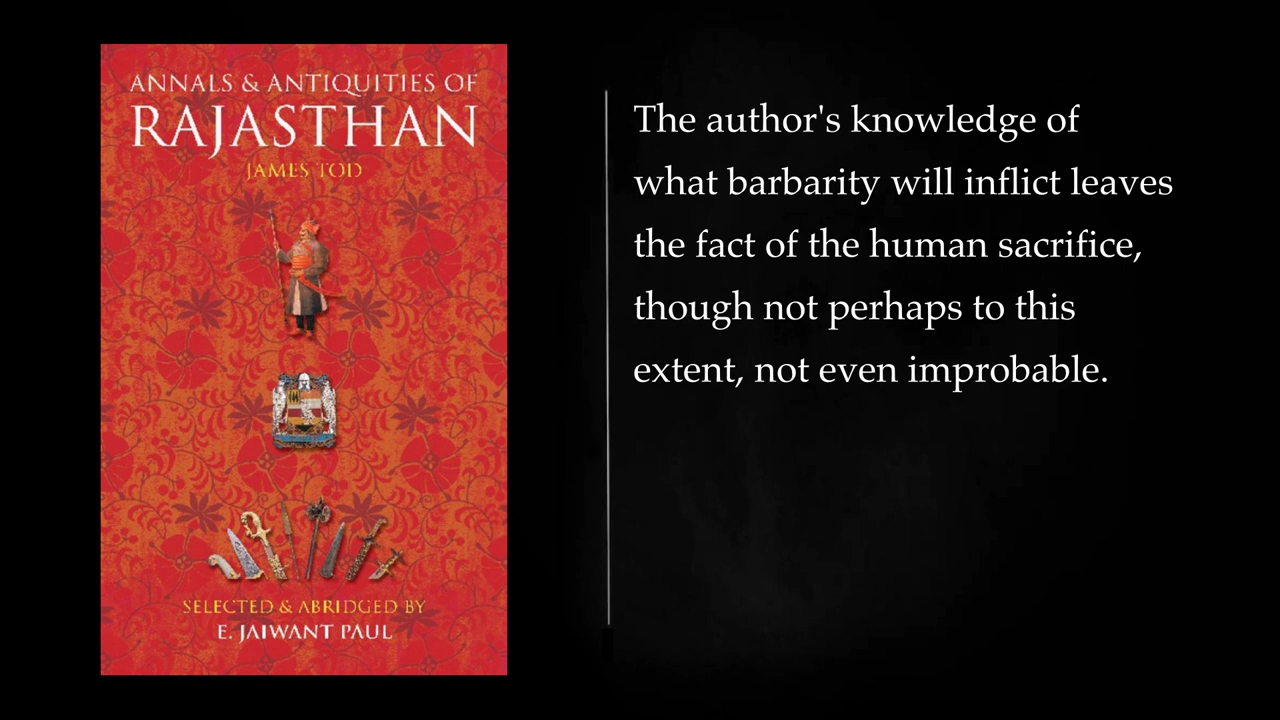 ANNALS & ANTIQUITIES OF
RAJASTHAN
JAMES TOD
SELECTED & ABRIDGED BY
E. JAIWANT PAUL
The author's knowledge of
what barbarity will inflict leaves
the fact of the human sacrifice,
though not perhaps to this
extent, not even improbable.